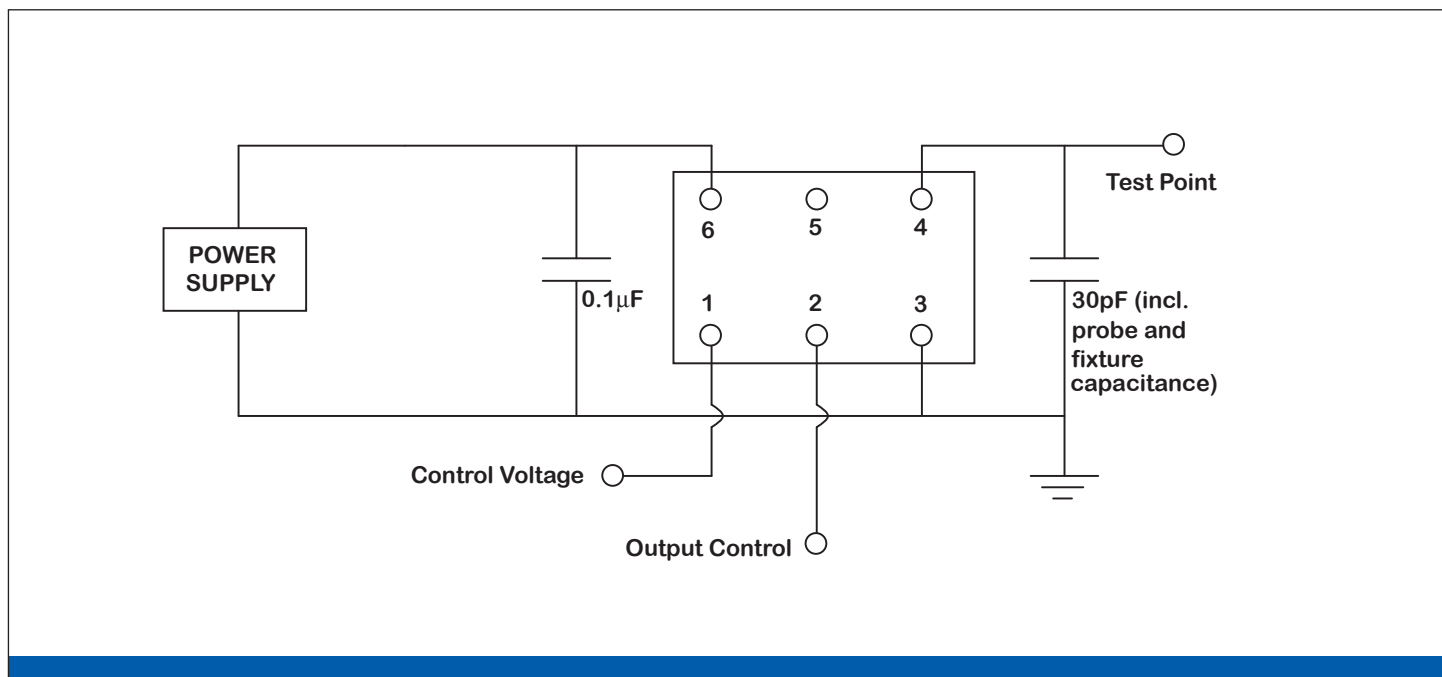 Test Point
6 5 4
POWER
SUPPLY
0.1μF
1 2 3
30pF (incl.
probe and
fixture
capacitance)
Control Voltage
Output Control